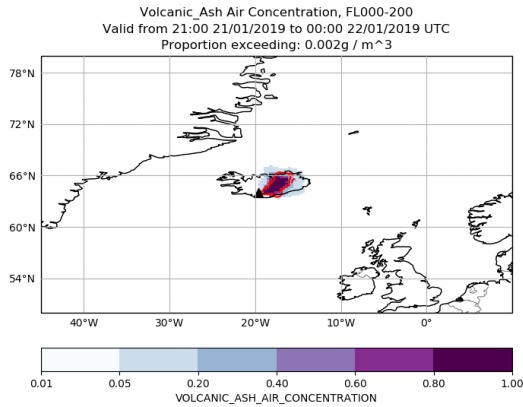 Volcanic_Ash Air Concentration, FL000-200
Valid from 21:00 21/01/2019 to 00:00 22/01/2019 UTC
Proportion exceeding: 0.002g / m^3
78°N
72°N
66°N
60°N
54°N
40°W 30°W 20°W 10°W 0°
0.01 0.05 0.20 0.40 0.60 0.80 1.00
VOLCANIC_ASH_AIR_CONCENTRATION